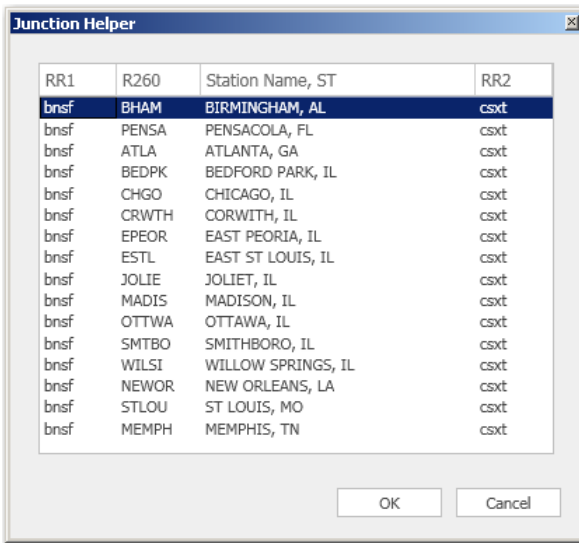 Junction Helper
RR1 R260 Station Name, ST RR2
bnsf BHAM BIRMINGHAM, AL csxt
bnsf PENSA PENSACOLA, FL csxt
bnsf ATLA ATLANTA, GA csxt
bnsf BEDPK BEDFORD PARK, IL csxt
bnsf CHGO CHICAGO, IL csxt
bnsf CRWTH CORWITH, IL csxt
bnsf EPEOR EAST PEORIA, IL csxt
bnsf ESTL EAST ST LOUIS, IL csxt
bnsf JOLIE JOLIET, IL csxt
bnsf MADIS MADISON, IL csxt
bnsf OTTWA OTTAWA, IL csxt
bnsf SMTBO SMITHBORO, IL csxt
bnsf WILSI WILLOW SPRINGS, IL csxt
bnsf NEWOR NEW ORLEANS, LA csxt
bnsf STLOU ST LOUIS, MO csxt
bnsf MEMPH MEMPHIS, TN csxt
OK Cancel